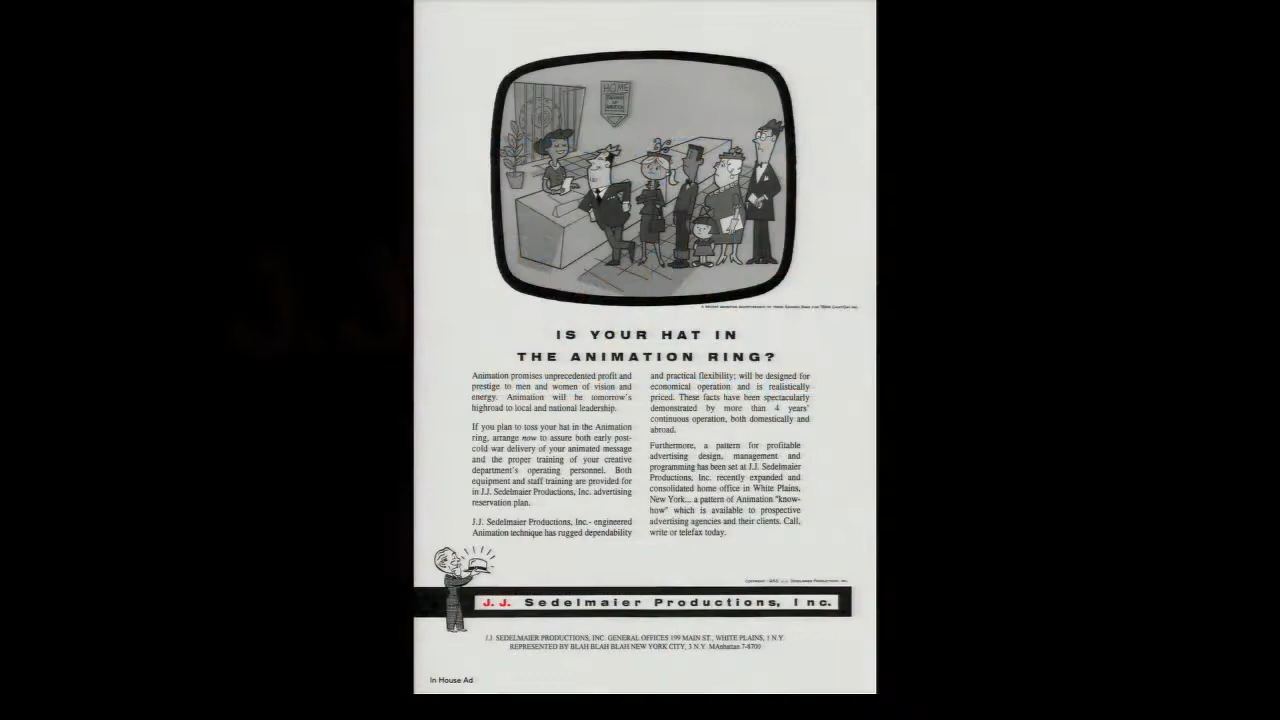 HOME
IS YOUR HAT IN
THE ANIMATION RING?
Animation promises unprecedented profit and
prestige to men and women of vision and
energy. Animation will be tomorrow's
highroad to local and national leadership.
If you plan to toss your hat in the Animation
ring, arrange now to assure both early post-
cold war delivery of your animated message
and the proper training of your creative
department's operating personnel. Both
equipment and staff training are provided for
in J.J. Sedelmaier Productions, Inc. advertising
reservation plan.
J.J. Sedelmaier Productions, Inc.- engineered
Animation technique has rugged dependability
and practical flexibility; will be designed for
economical operation and is realistically
priced. These facts have been spectacularly
demonstrated by more than 4 years'
continuous operation, both domestically and
abroad.
Furthermore, a pattern for profitable
advertising design, management and
programming has been set at J.J. Sedelmaier
Productions, Inc. recently expanded and
consolidated home office in White Plains,
New York... a pattern of Animation "know-
how" which is available to prospective
advertising agencies and their clients. Call,
write or telefax today.
J.J. Sedelmaier Productions, Inc.
J.J. SEDELMAIER PRODUCTIONS, INC GENERAL OFFICES 199 MAIN ST., WHITE PLAINS, 1 N.Y
REPRESENTED BY BLAH BLAH BLAH NEW YORK CITY, 3 N.Y. MAnhattan 7-8700
In House Ad